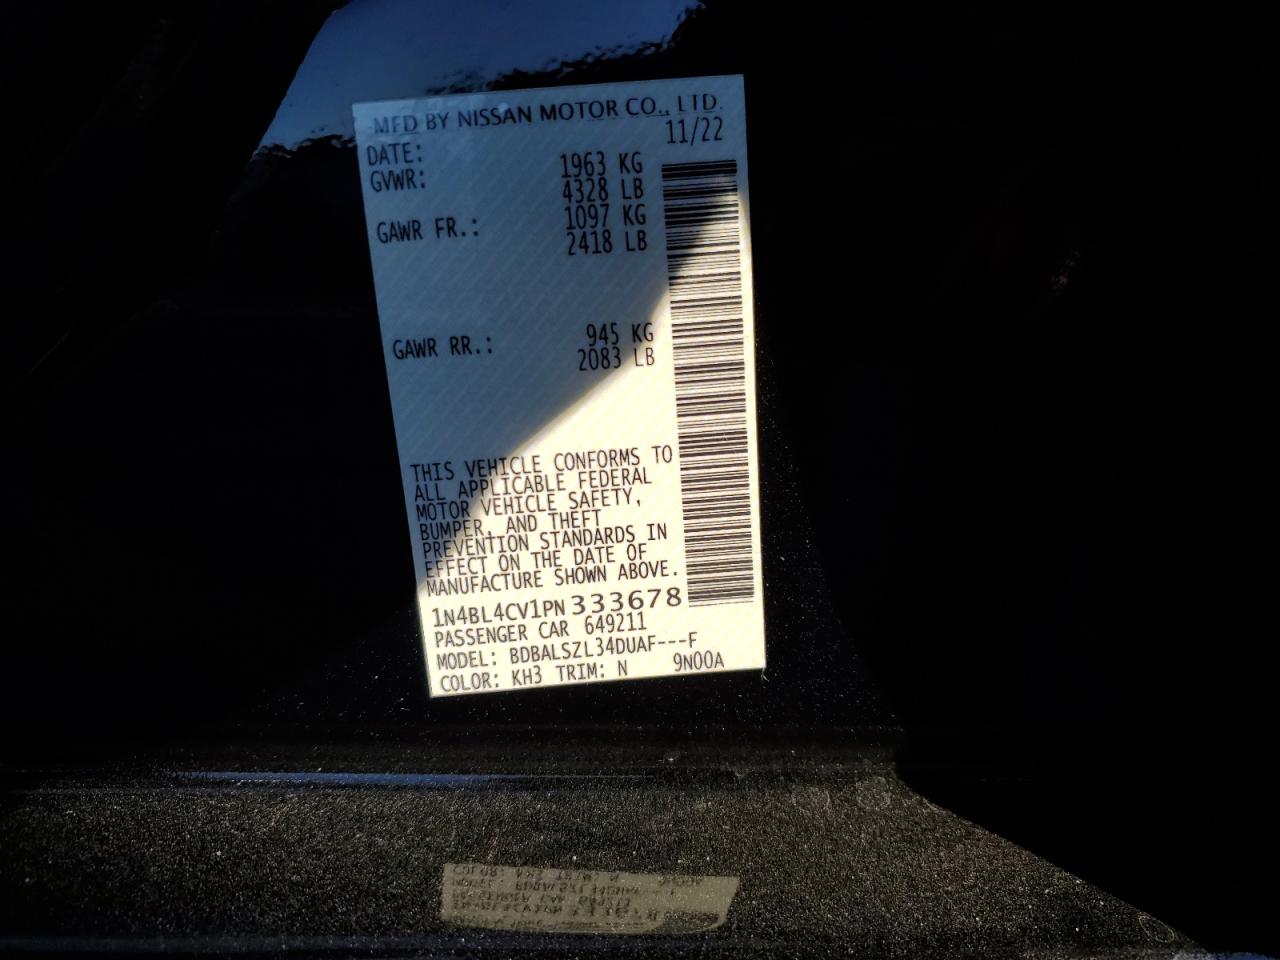 MFD BY NISSAN MOTOR CO., LTD.
DATE: 11/22
GVWR: 1963 KG
4328 LB
GAWR FR.: 1097 KG
2418 LB
GAWR RR.: 945 KG
2083 LB
THIS VEHICLE CONFORMS TO
ALL APPLICABLE FEDERAL
MOTOR VEHICLE SAFETY,
BUMPER, AND THEFT
PREVENTION STANDARDS IN
EFFECT ON THE DATE OF
MANUFACTURE SHOWN ABOVE.
1N4BL4CV1PN333678
PASSENGER CAR 649211
MODEL: BDBALSZL34DUAF---F
COLOR: KH3 TRIM: N 9N00A